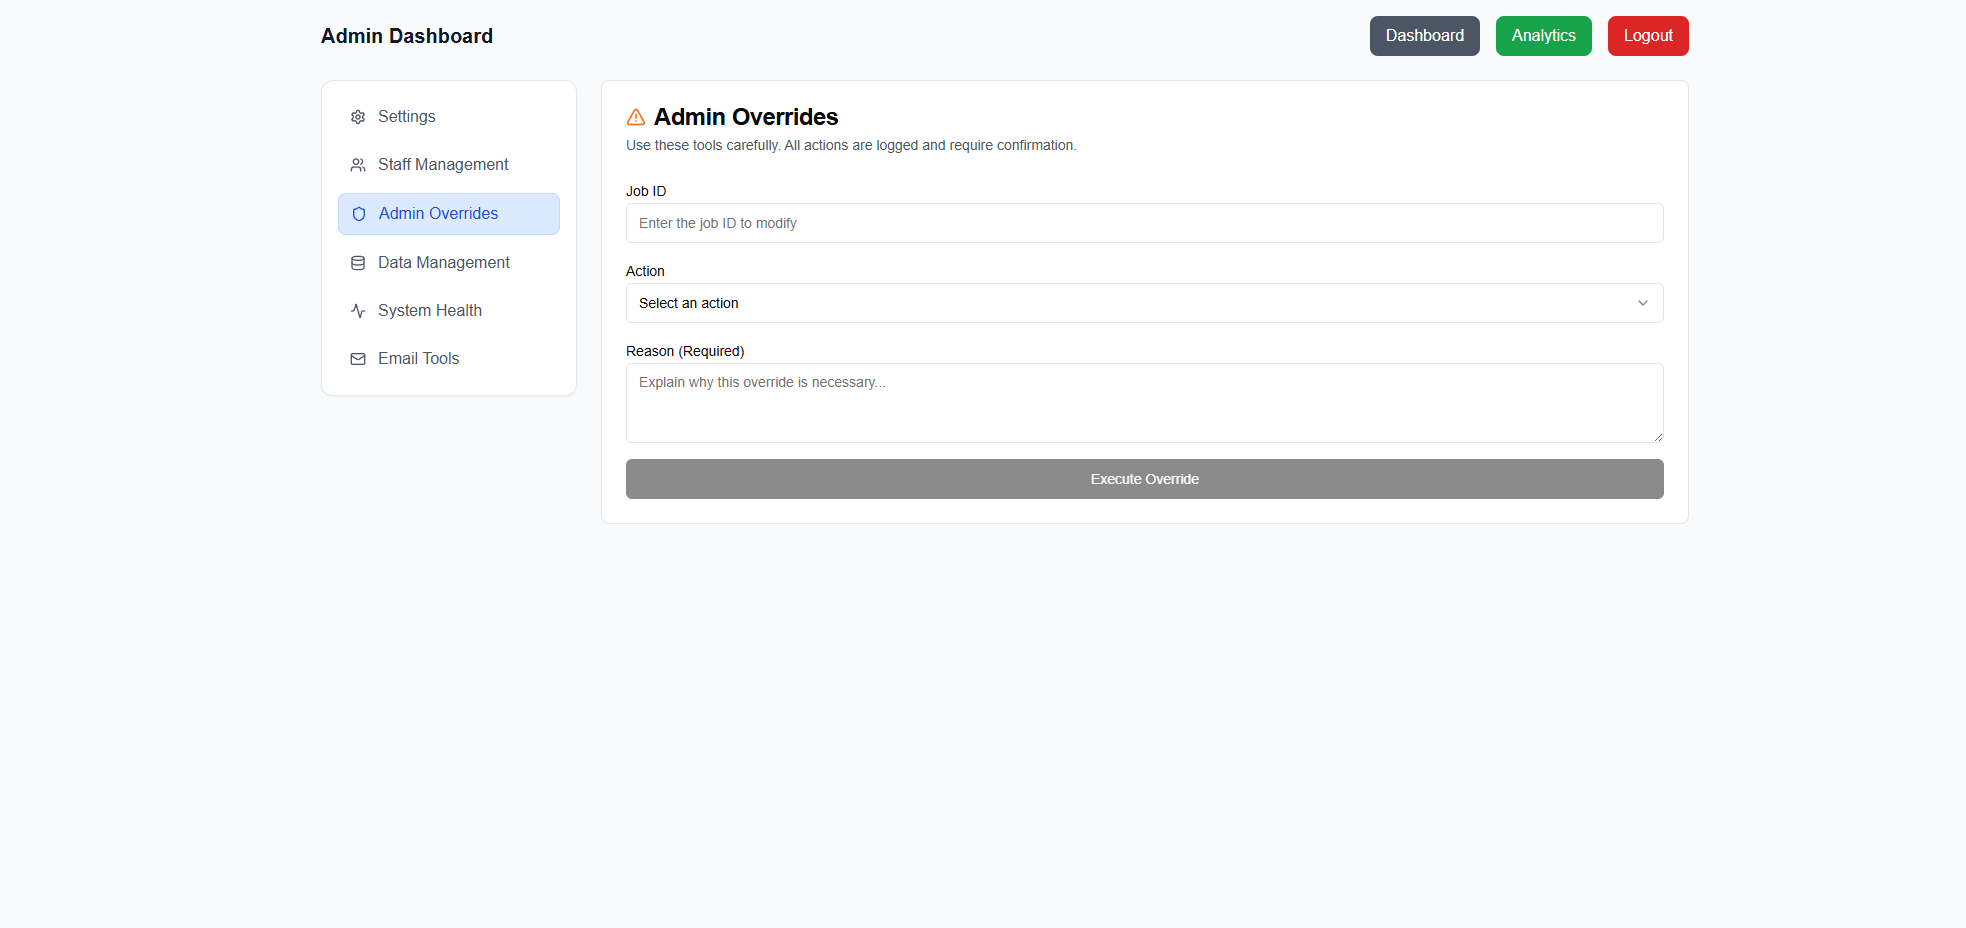 Admin Dashboard
Dashboard
Analytics
Logout
Settings
Staff Management
Admin Overrides
Data Management
System Health
Email Tools
Admin Overrides
Use these tools carefully. All actions are logged and require confirmation.
Job ID
Enter the job ID to modify
Action
Select an action
Reason (Required)
Explain why this override is necessary...
Execute Override